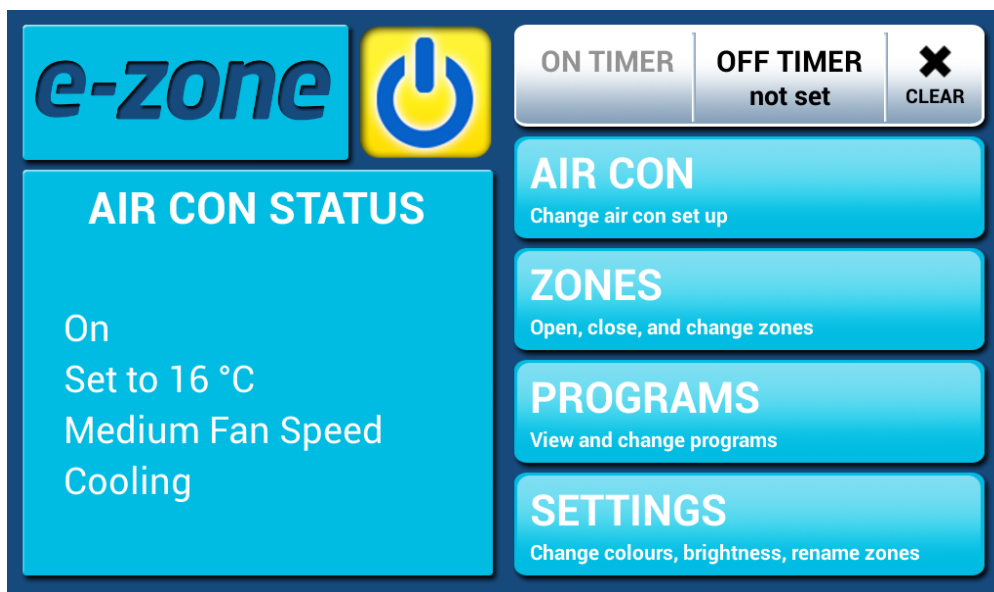 e-zone
AIR CON STATUS
On
Set to 16 °C
Medium Fan Speed
Cooling
ON TIMER
OFF TIMER
not set
CLEAR
AIR CON
Change air con set up
ZONES
Open, close, and change zones
PROGRAMS
View and change programs
SETTINGS
Change colours, brightness, rename zones